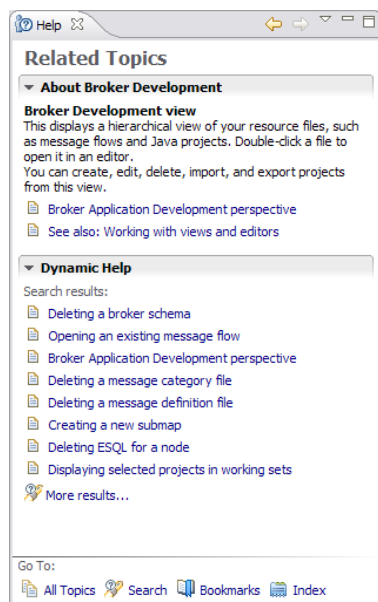 Help
Related Topics
About Broker Development
Broker Development view
This displays a hierarchical view of your resource files, such
as message flows and Java projects. Double-click a file to
open it in an editor.
You can create, edit, delete, import, and export projects
from this view.
Broker Application Development perspective
See also: Working with views and editors
Dynamic Help
Search results:
Deleting a broker schema
Opening an existing message flow
Broker Application Development perspective
Deleting a message category file
Deleting a message definition file
Creating a new submap
Deleting ESQL for a node
Displaying selected projects in working sets
More results...
Go To:
All Topics Search Bookmarks Index